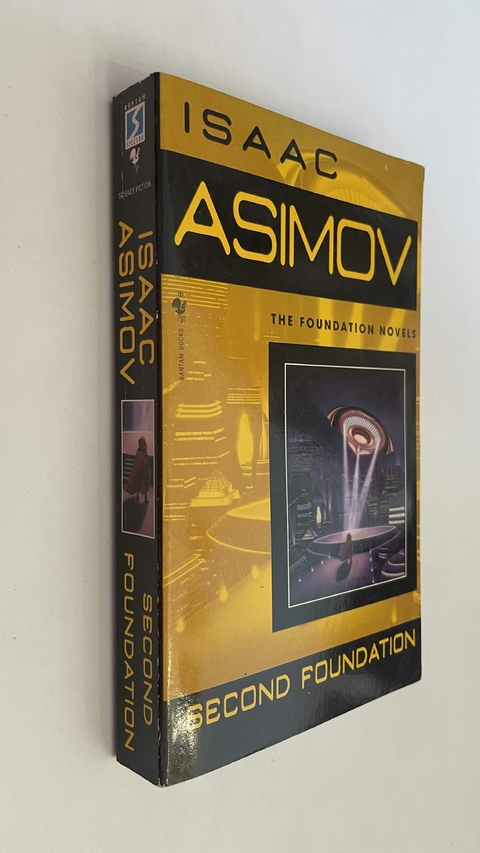 BANTAM
SPECTRA
SCIENCE FICTION
ISAAC
ASIMOV
SECOND
FOUNDATION
ISAAC
ASIMOV
THE FOUNDATION NOVELS
BANTAM BOOKS
SECOND FOUNDATION